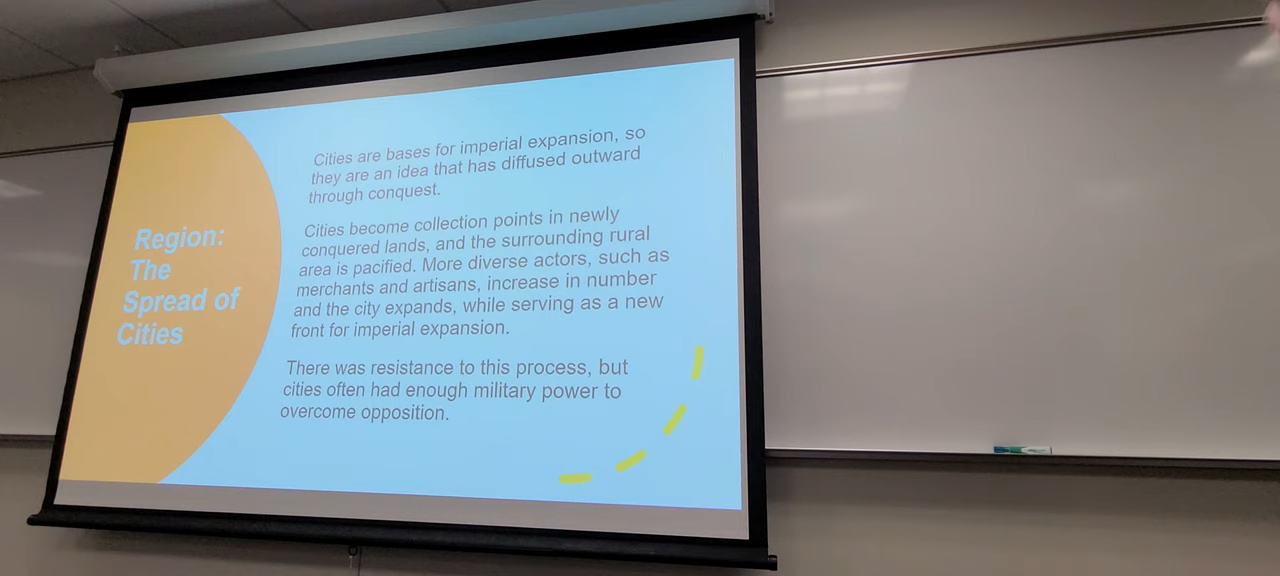 Region:
The
Spread of
Cities
Cities are bases for imperial expansion, so
they are an idea that has diffused outward
through conquest.
Cities become collection points in newly
conquered lands, and the surrounding rural
area is pacified. More diverse actors, such as
merchants and artisans, increase in number
and the city expands, while serving as a new
front for imperial expansion.
There was resistance to this process, but
cities often had enough military power to
overcome opposition.